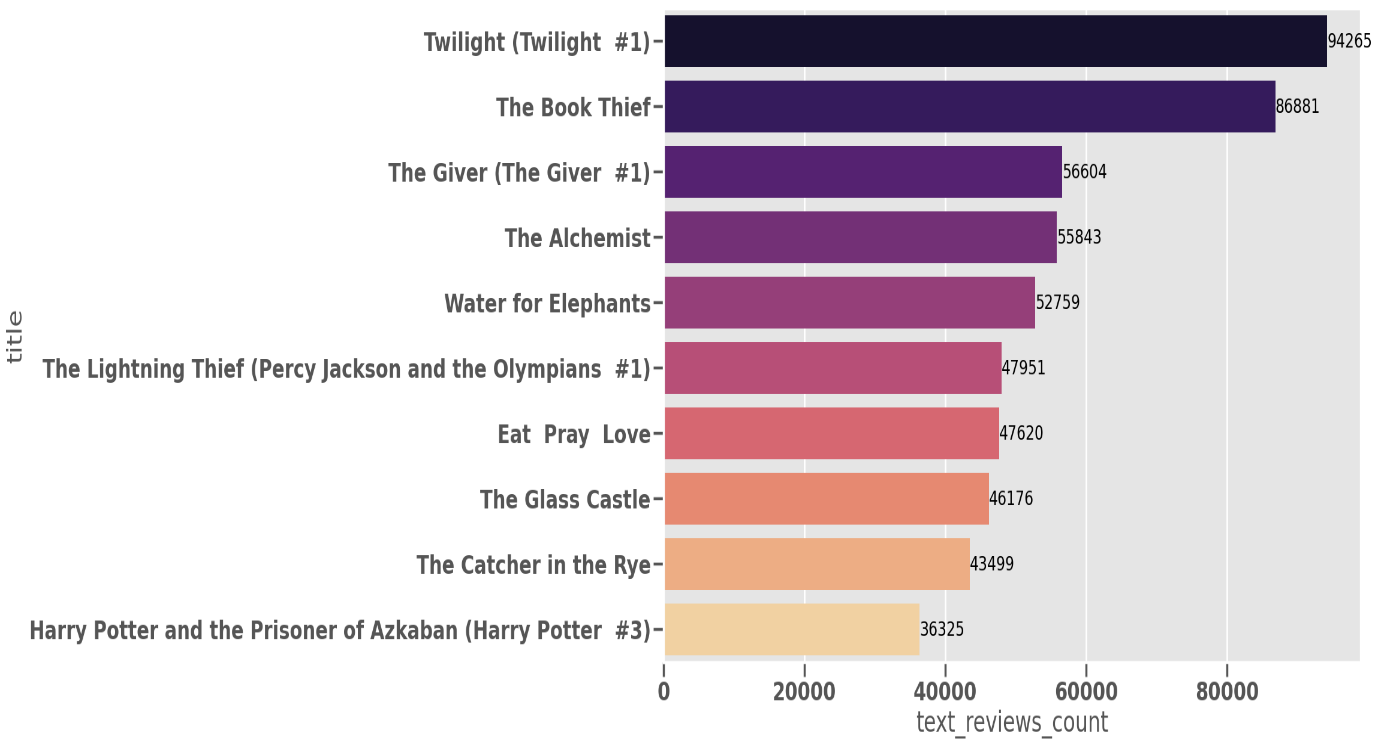 Twilight (Twilight  #1) 94265
The Book Thief 86881
The Giver (The Giver  #1) 56604
The Alchemist 55843
Water for Elephants 52759
The Lightning Thief (Percy Jackson and the Olympians  #1) 47951
Eat  Pray  Love 47620
The Glass Castle 46176
The Catcher in the Rye 43499
Harry Potter and the Prisoner of Azkaban (Harry Potter  #3) 36325
title
0 20000 40000 60000 80000
text_reviews_count